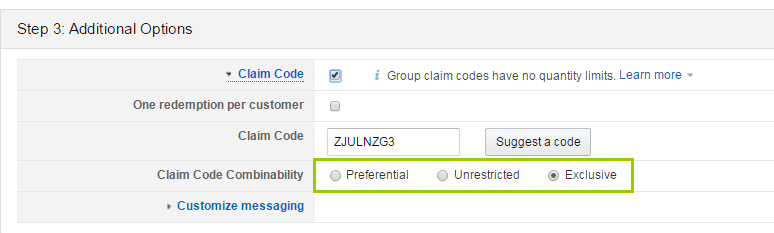 Step 3: Additional Options
Claim Code
Group claim codes have no quantity limits. Learn more
One redemption per customer
Claim Code ZJULNZG3 Suggest a code
Claim Code Combinability Preferential Unrestricted Exclusive
Customize messaging